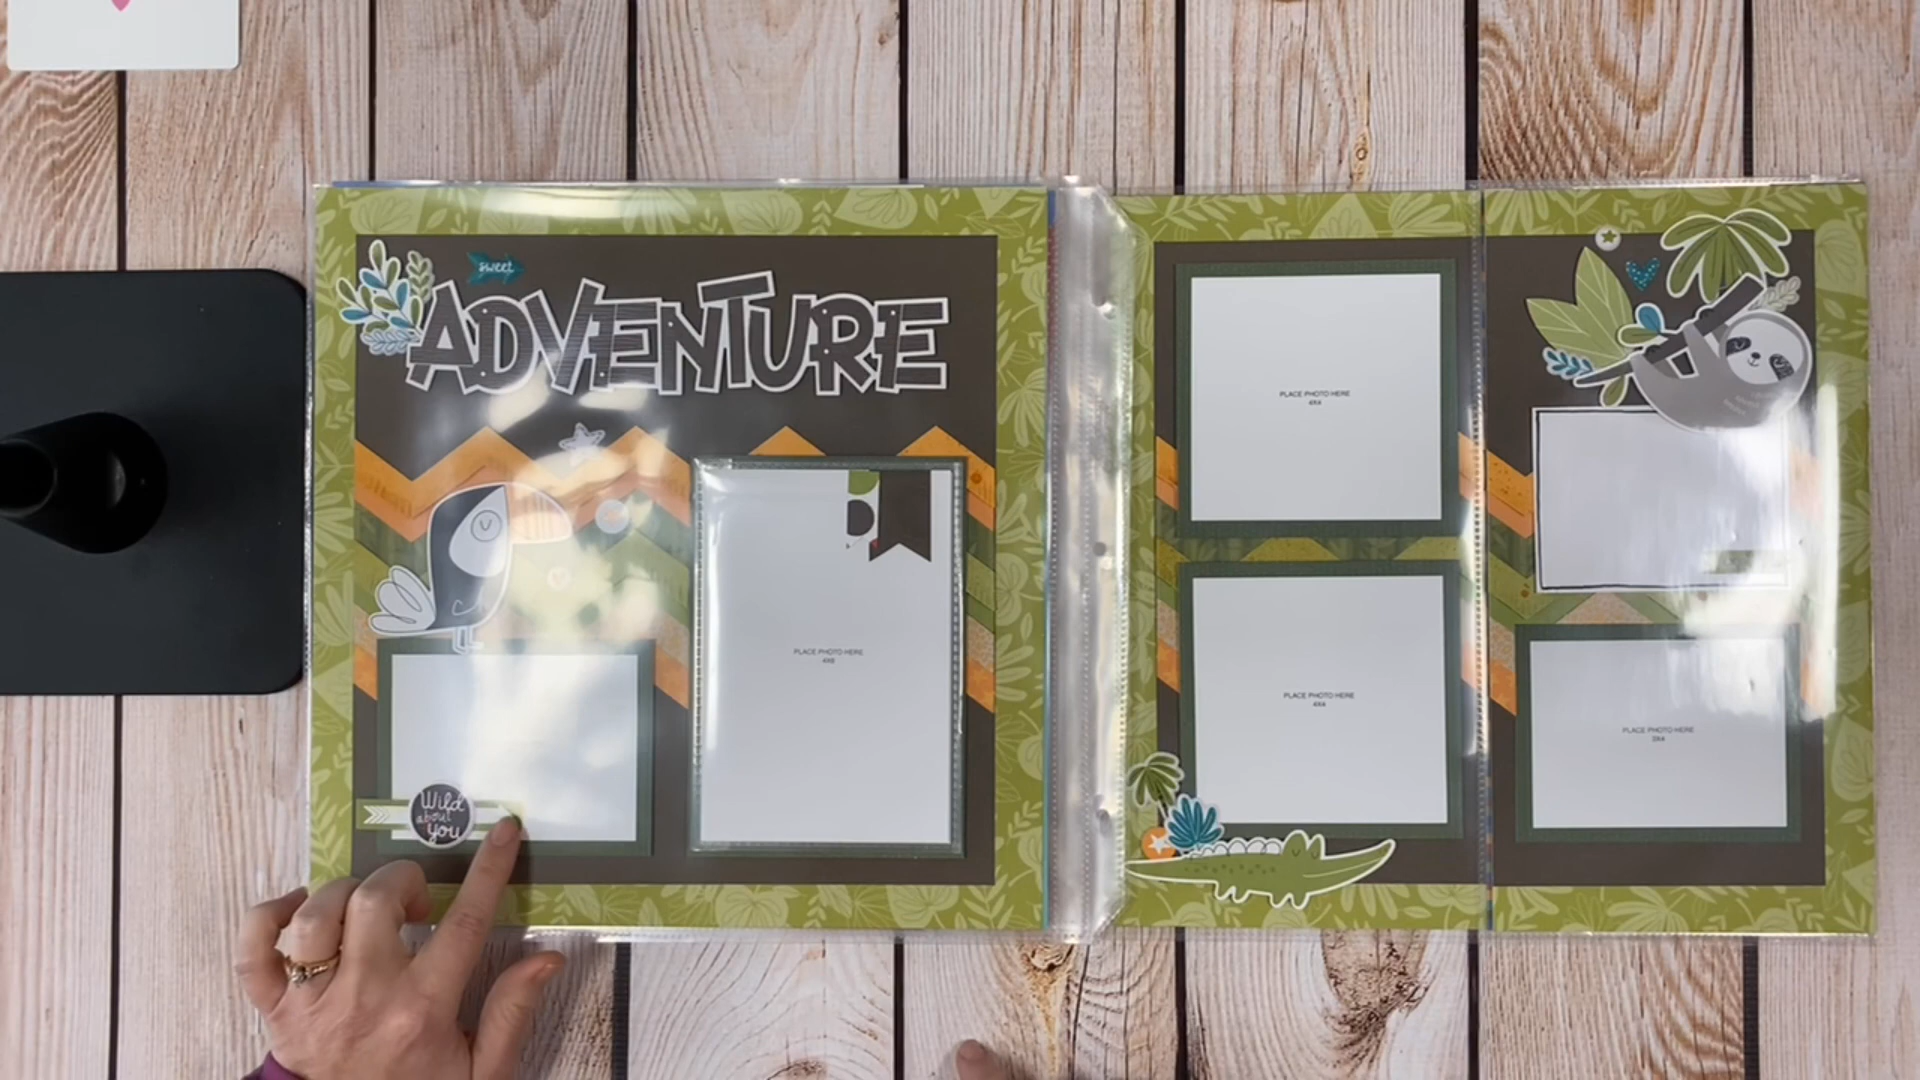 sweet
ADVENTURE
PLACE PHOTO HERE
4X6
Wild
about
you
PLACE PHOTO HERE
4X4
PLACE PHOTO HERE
4X4
PLACE PHOTO HERE
3X4